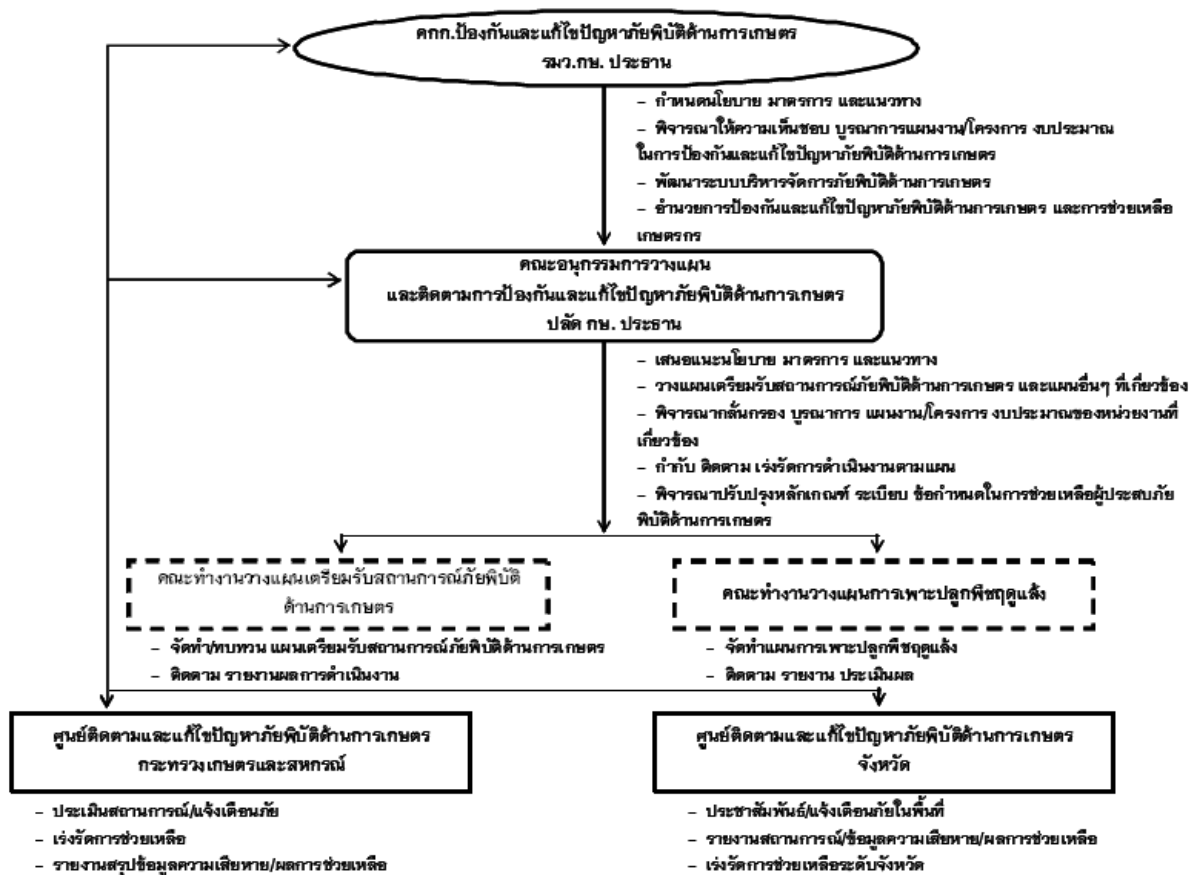 คกก.ป้องกันและแก้ไขปัญหาภัยพิบัติด้านการเกษตร
รมว.กษ. ประธาน
– กำหนดนโยบาย มาตรการ และแนวทาง
– พิจารณาให้ความเห็นชอบ บูรณาการแผนงาน/โครงการ งบประมาณ
ในการป้องกันและแก้ไขปัญหาภัยพิบัติด้านการเกษตร
– พัฒนาระบบบริหารจัดการภัยพิบัติด้านการเกษตร
– อำนวยการป้องกันและแก้ไขปัญหาภัยพิบัติด้านการเกษตร และการช่วยเหลือ
เกษตรกร
คณะอนุกรรมการวางแผน
และติดตามการป้องกันและแก้ไขปัญหาภัยพิบัติด้านการเกษตร
ปลัด กษ. ประธาน
– เสนอแนะนโยบาย มาตรการ และแนวทาง
– วางแผนเตรียมรับสถานการณ์ภัยพิบัติด้านการเกษตร และแผนอื่นๆ ที่เกี่ยวข้อง
– พิจารณากลั่นกรอง บูรณาการ แผนงาน/โครงการ งบประมาณของหน่วยงานที่
เกี่ยวข้อง
– กำกับ ติดตาม เร่งรัดการดำเนินงานตามแผน
– พิจารณาปรับปรุงหลักเกณฑ์ ระเบียบ ข้อกำหนดในการช่วยเหลือผู้ประสบภัย
พิบัติด้านการเกษตร
คณะทำงานวางแผนเตรียมรับสถานการณ์ภัยพิบัติ
ด้านการเกษตร
– จัดทำ/ทบทวน แผนเตรียมรับสถานการณ์ภัยพิบัติด้านการเกษตร
– ติดตาม รายงานผลการดำเนินงาน
คณะทำงานวางแผนการเพาะปลูกพืชฤดูแล้ง
– จัดทำแผนการเพาะปลูกพืชฤดูแล้ง
– ติดตาม รายงาน ประเมินผล
ศูนย์ติดตามและแก้ไขปัญหาภัยพิบัติด้านการเกษตร
กระทรวงเกษตรและสหกรณ์
– ประเมินสถานการณ์/แจ้งเตือนภัย
– เร่งรัดการช่วยเหลือ
– รายงานสรุปข้อมูลความเสียหาย/ผลการช่วยเหลือ
ศูนย์ติดตามและแก้ไขปัญหาภัยพิบัติด้านการเกษตร
จังหวัด
– ประชาสัมพันธ์/แจ้งเตือนภัยในพื้นที่
– รายงานสถานการณ์/ข้อมูลความเสียหาย/ผลการช่วยเหลือ
– เร่งรัดการช่วยเหลือระดับจังหวัด